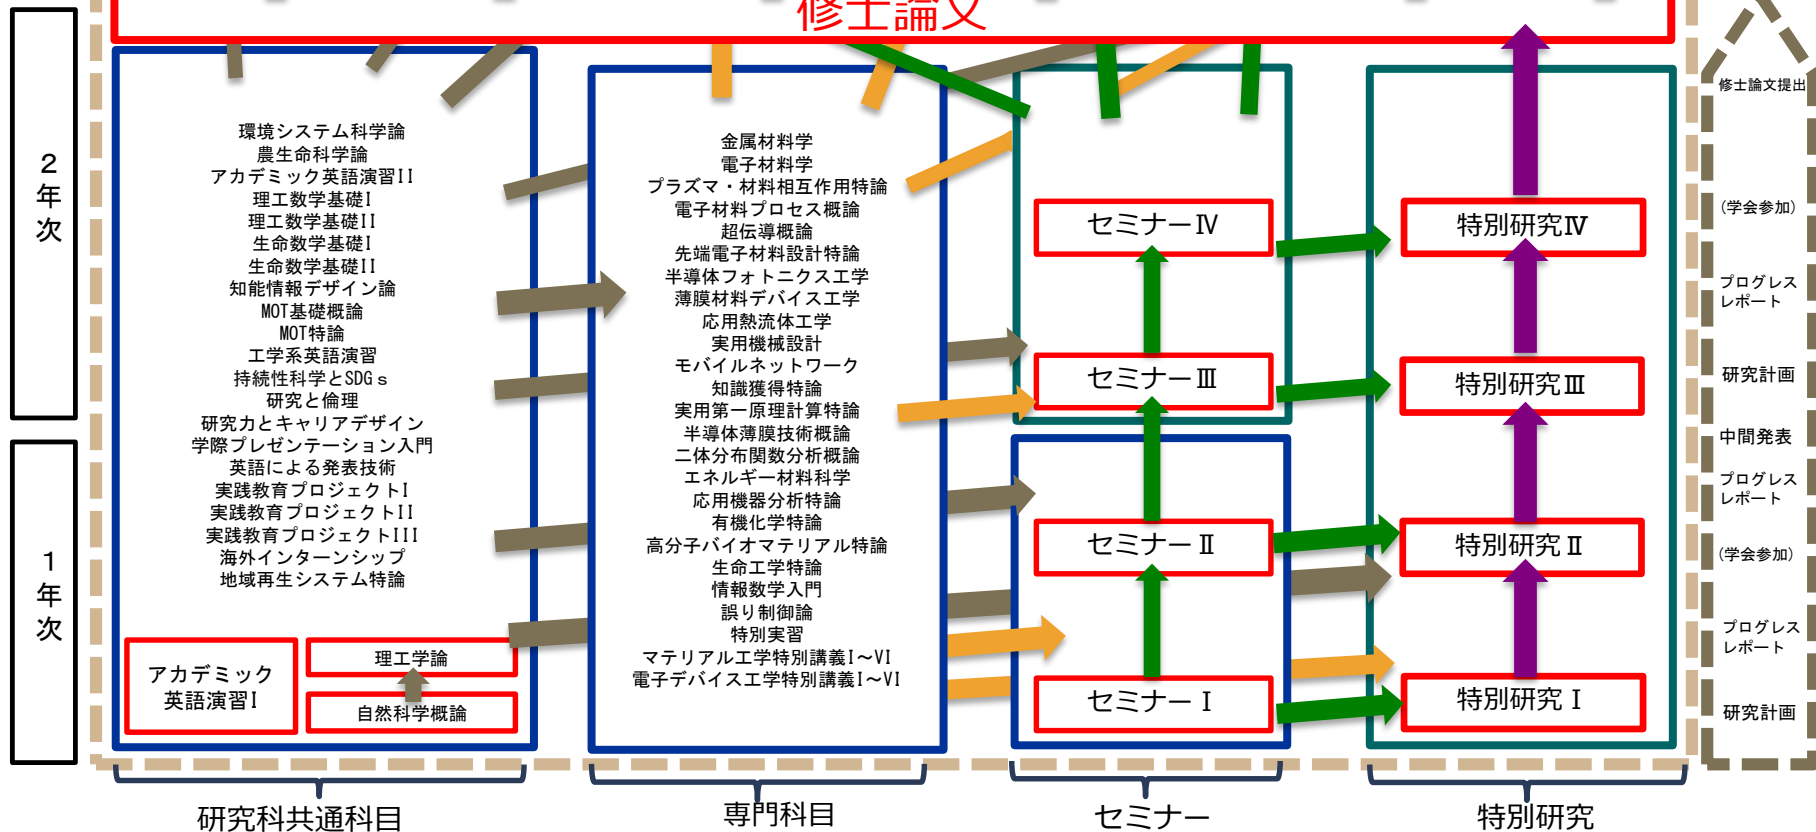 修士論文
2
年
次
1
年
次
環境システム科学論
農生命科学論
アカデミック英語演習II
理工数学基礎I
理工数学基礎II
生命数学基礎I
生命数学基礎II
知能情報デザイン論
MOT基礎概論
MOT特論
工学系英語演習
持続性科学とSDGｓ
研究と倫理
研究力とキャリアデザイン
学際プレゼンテーション入門
英語による発表技術
実践教育プロジェクトI
実践教育プロジェクトII
実践教育プロジェクトIII
海外インターンシップ
地域再生システム特論
アカデミック
英語演習I
理工学論
自然科学概論
金属材料学
電子材料学
プラズマ・材料相互作用特論
電子材料プロセス概論
超伝導概論
先端電子材料設計特論
半導体フォトニクス工学
薄膜材料デバイス工学
応用熱流体工学
実用機械設計
モバイルネットワーク
知識獲得特論
実用第一原理計算特論
半導体薄膜技術概論
二体分布関数分析概論
エネルギー材料科学
応用機器分析特論
有機化学特論
高分子バイオマテリアル特論
生命工学特論
情報数学入門
誤り制御論
特別実習
マテリアル工学特別講義I～VI
電子デバイス工学特別講義I～VI
セミナーⅣ
セミナーⅢ
セミナーⅡ
セミナーⅠ
特別研究Ⅳ
特別研究Ⅲ
特別研究Ⅱ
特別研究Ⅰ
修士論文提出
(学会参加)
プログレス
レポート
研究計画
中間発表
プログレス
レポート
(学会参加)
プログレス
レポート
研究計画
研究科共通科目
専門科目
セミナー
特別研究